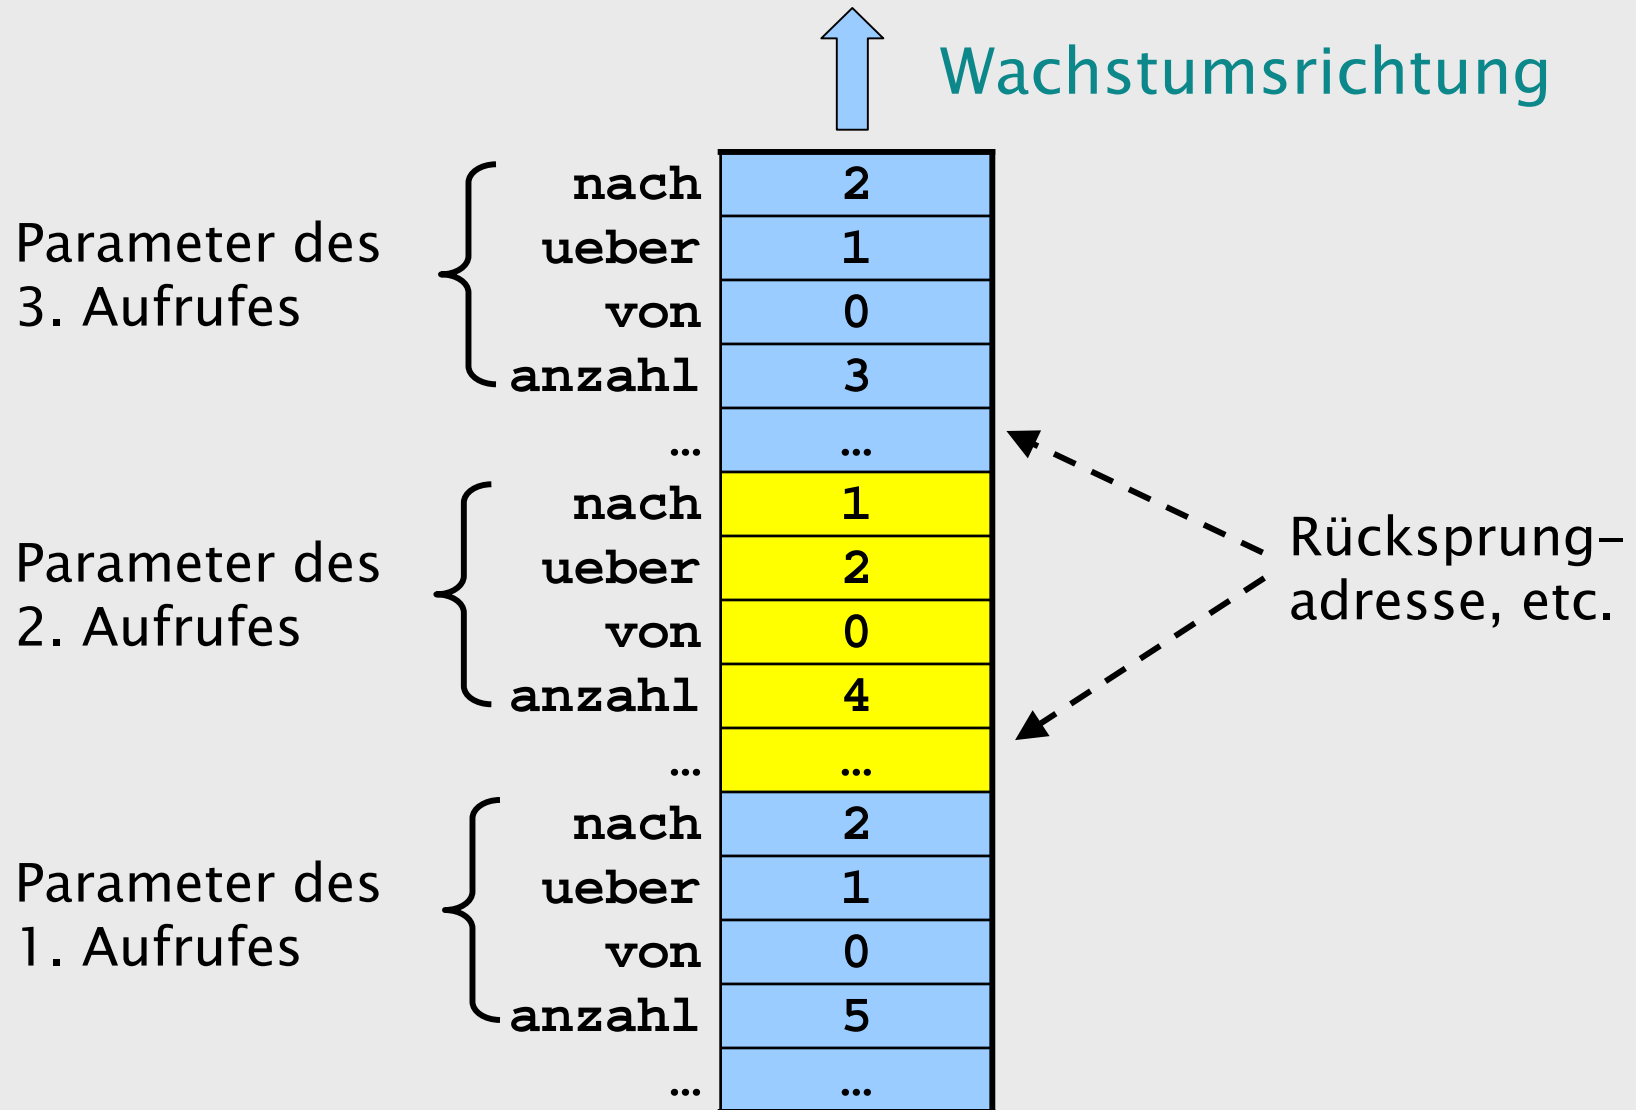 Wachstumsrichtung
Parameter des
3. Aufrufes
nach 2
ueber 1
von 0
anzahl 3
… …
Parameter des
2. Aufrufes
nach 1
ueber 2
von 0
anzahl 4
… …
Rücksprung–
adresse, etc.
Parameter des
1. Aufrufes
nach 2
ueber 1
von 0
anzahl 5
… …